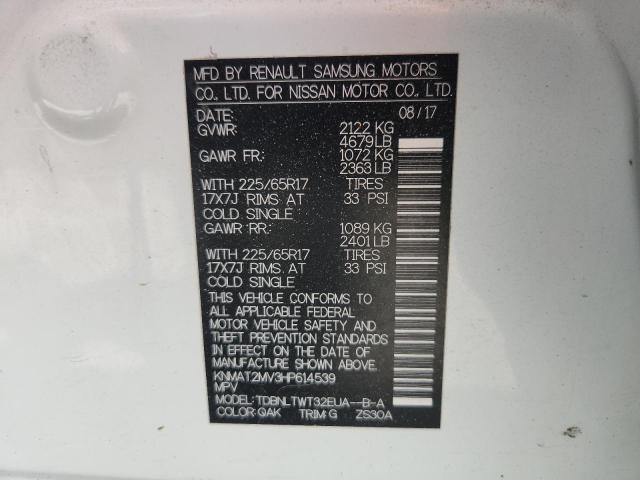 MFD BY RENAULT SAMSUNG MOTORS
CO., LTD. FOR NISSAN MOTOR CO., LTD.
DATE: 08/17
GVWR: 2122 KG
4679 LB
GAWR FR: 1072 KG
2363 LB
WITH 225/65R17 TIRES
17X7J RIMS AT 33 PSI
COLD SINGLE
GAWR RR: 1089 KG
2401 LB
WITH 225/65R17 TIRES
17X7J RIMS AT 33 PSI
COLD SINGLE
THIS VEHICLE CONFORMS TO
ALL APPLICABLE FEDERAL
MOTOR VEHICLE SAFETY AND
THEFT PREVENTION STANDARDS
IN EFFECT ON THE DATE OF
MANUFACTURE SHOWN ABOVE.
KNMAT2MV3HP614539
MPV
MODEL: TDBNLTWT32EUA--B-A
COLOR: QAK TRIM: G ZS30A